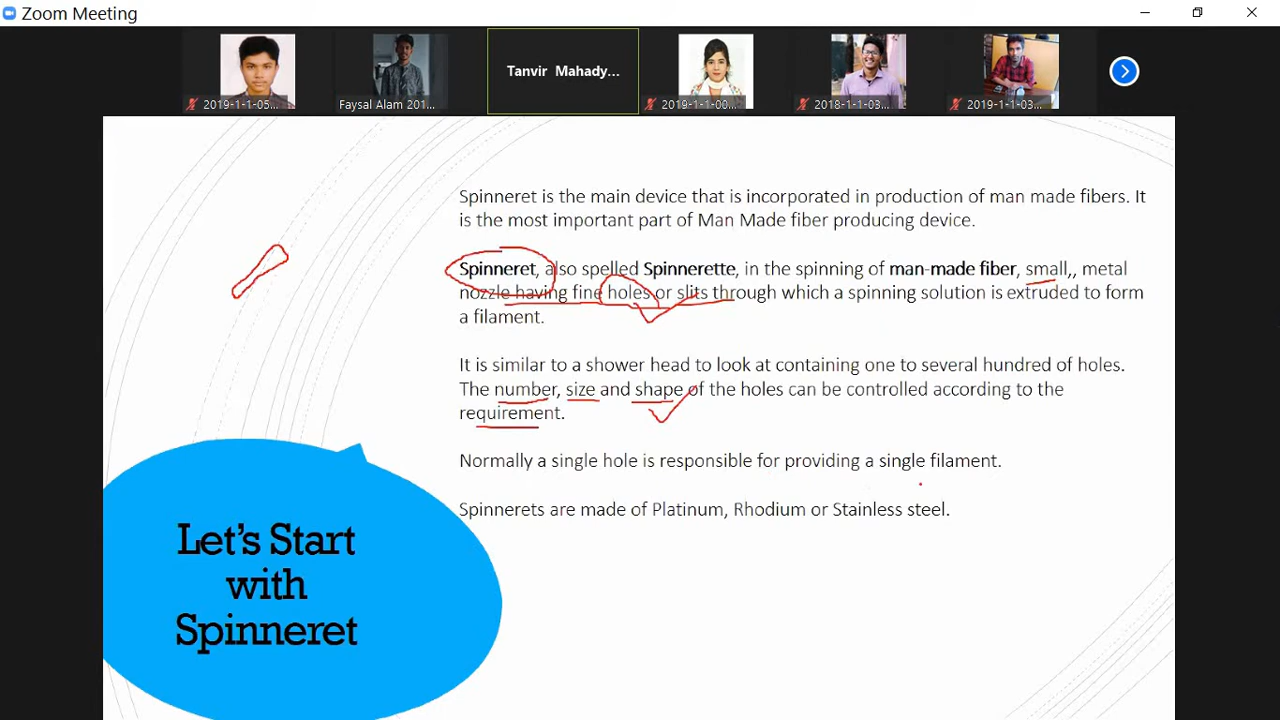 Zoom Meeting
Tanvir Mahady...
2019-1-1-05...
Faysal Alam 201...
2019-1-1-00...
2018-1-1-03...
2019-1-1-03...
Spinneret is the main device that is incorporated in production of man made fibers. It
is the most important part of Man Made fiber producing device.
Spinneret, also spelled Spinnerette, in the spinning of man-made fiber, small,, metal
nozzle having fine holes or slits through which a spinning solution is extruded to form
a filament.
It is similar to a shower head to look at containing one to several hundred of holes.
The number, size and shape of the holes can be controlled according to the
requirement.
Normally a single hole is responsible for providing a single filament.
Spinnerets are made of Platinum, Rhodium or Stainless steel.
Let's Start
with
Spinneret